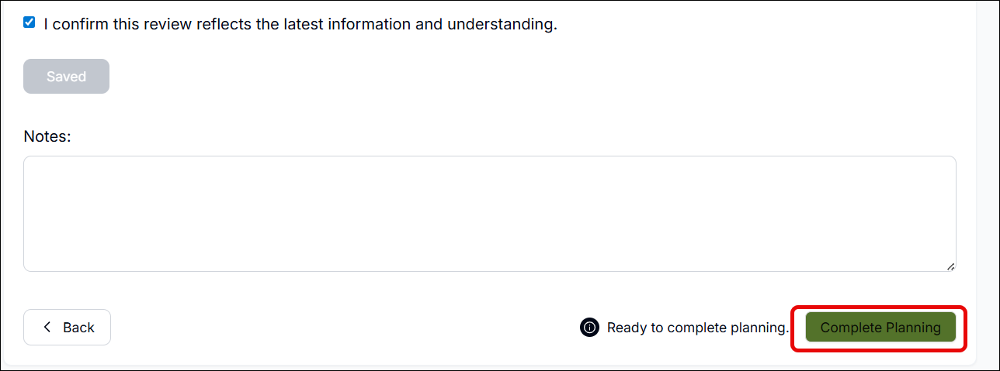 I confirm this review reflects the latest information and understanding.
Saved
Notes:
Back
Ready to complete planning.
Complete Planning